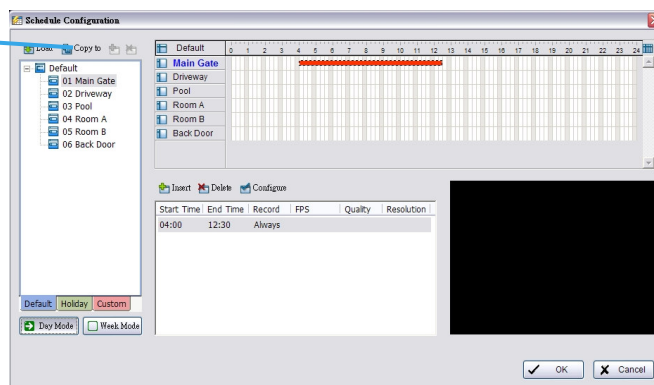 Schedule Configuration
Load Copy to
Default
01 Main Gate
02 Driveway
03 Pool
04 Room A
05 Room B
06 Back Door
Default Holiday Custom
Day Mode Week Mode
Default 0 1 2 3 4 5 6 7 8 9 10 11 12 13 14 15 16 17 18 19 20 21 22 23 24
Main Gate
Driveway
Pool
Room A
Room B
Back Door
Insert Delete Configure
Start Time End Time Record FPS Quality Resolution
04:00 12:30 Always
OK Cancel